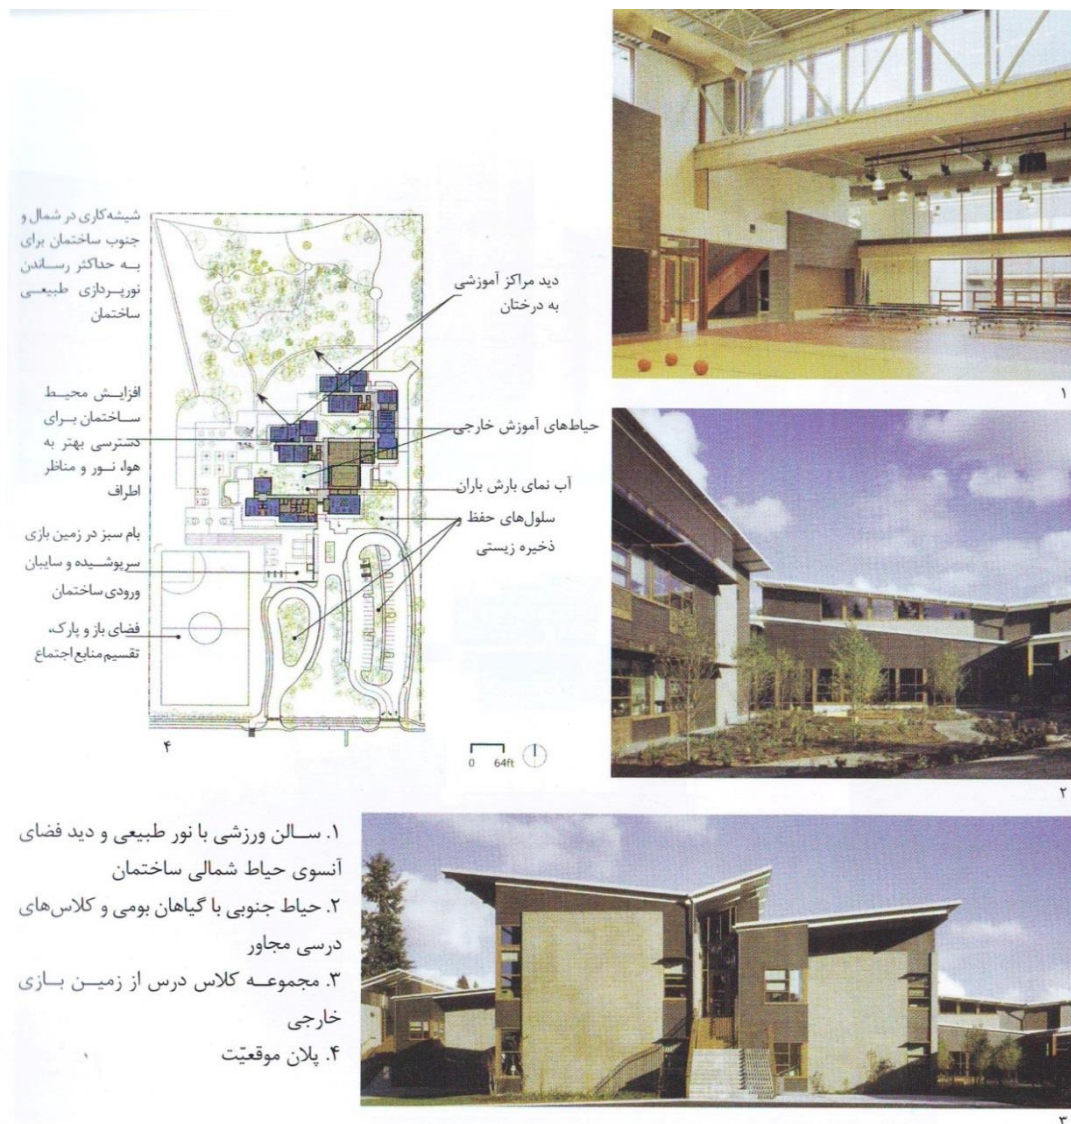 شیشه‌کاری در شمال و
جنوب ساختمان برای
به حداکثر رساندن
نورپردازی طبیعی
ساختمان
دید مراکز آموزشی
به درختان
افزایش محیط
ساختمان برای
دسترسی بهتر به
هوا، نور و مناظر
اطراف
حیاط‌های آموزش خارجی
آب نمای بارش باران
سلول‌های حفظ و
ذخیره زیستی
بام سبز در زمین بازی
سرپوشیده و سایبان
ورودی ساختمان
فضای باز و پارک،
تقسیم منابع اجتماع
۴
0 64ft
۱
۲
۱. سالن ورزشی با نور طبیعی و دید فضای
آنسوی حیاط شمالی ساختمان
۲. حیاط جنوبی با گیاهان بومی و کلاس‌های
درسی مجاور
۳. مجموعه کلاس درس از زمین بازی
خارجی
۴. پلان موقعیّت
۳